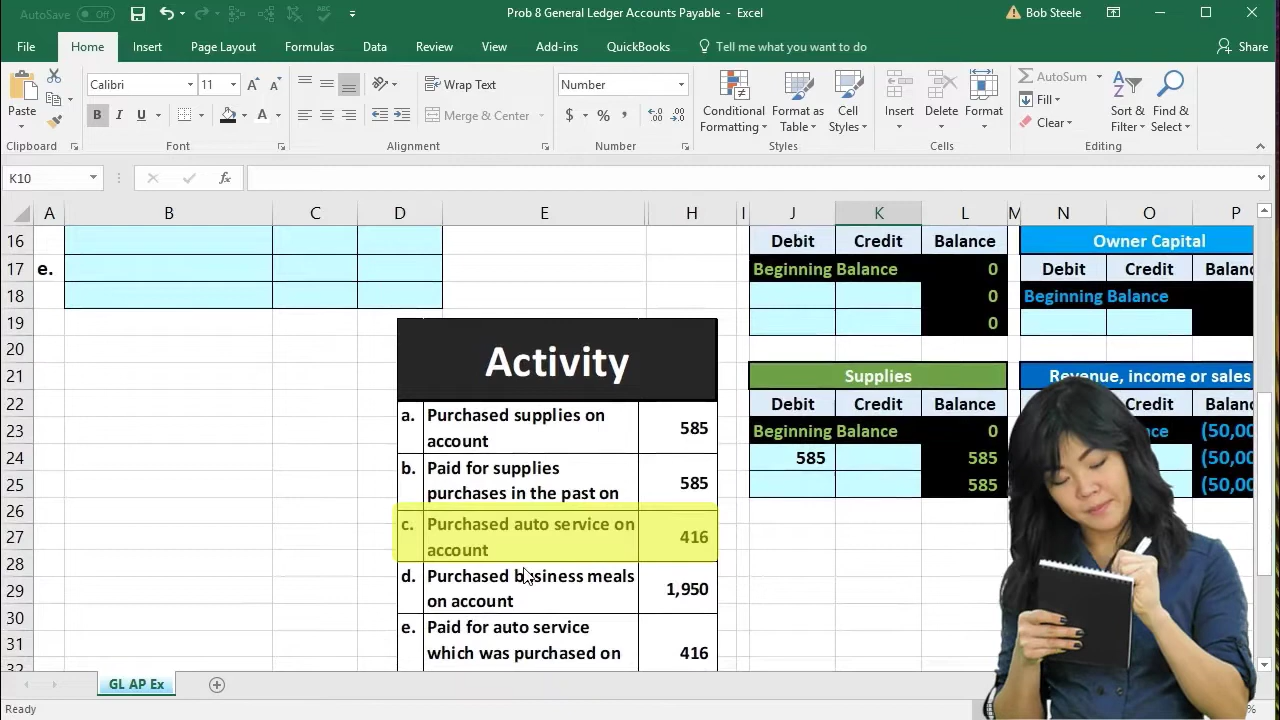 AutoSave Off
Prob 8 General Ledger Accounts Payable - Excel
Bob Steele
File Home Insert Page Layout Formulas Data Review View Add-ins QuickBooks Tell me what you want to do Share
Calibri 11 A A Wrap Text Number AutoSum
Paste B I U A Merge & Center $ % , Conditional Formatting Format as Table Cell Styles Insert Delete Format Fill Clear Sort & Filter Find & Select
Clipboard Font Alignment Number Styles Cells Editing
K10 fx
A B C D E H I J K L M N O P
16 Debit Credit Balance Owner Capital
17 e. Beginning Balance 0 Debit Credit
18 0 Beginning Balance
19 0
20
Activity
21 Supplies Revenue, income or sales
22 Debit Credit Balance Debit
a. Purchased supplies on account 585
23 Beginning Balance 0 (50,00
24 585 585 (50,00
b. Paid for supplies purchases in the past on 585
25 585 (50,00
26
c. Purchased auto service on account 416
27
28
d. Purchased business meals on account 1,950
29
30
e. Paid for auto service which was purchased on 416
31
32
GL AP Ex
Ready %